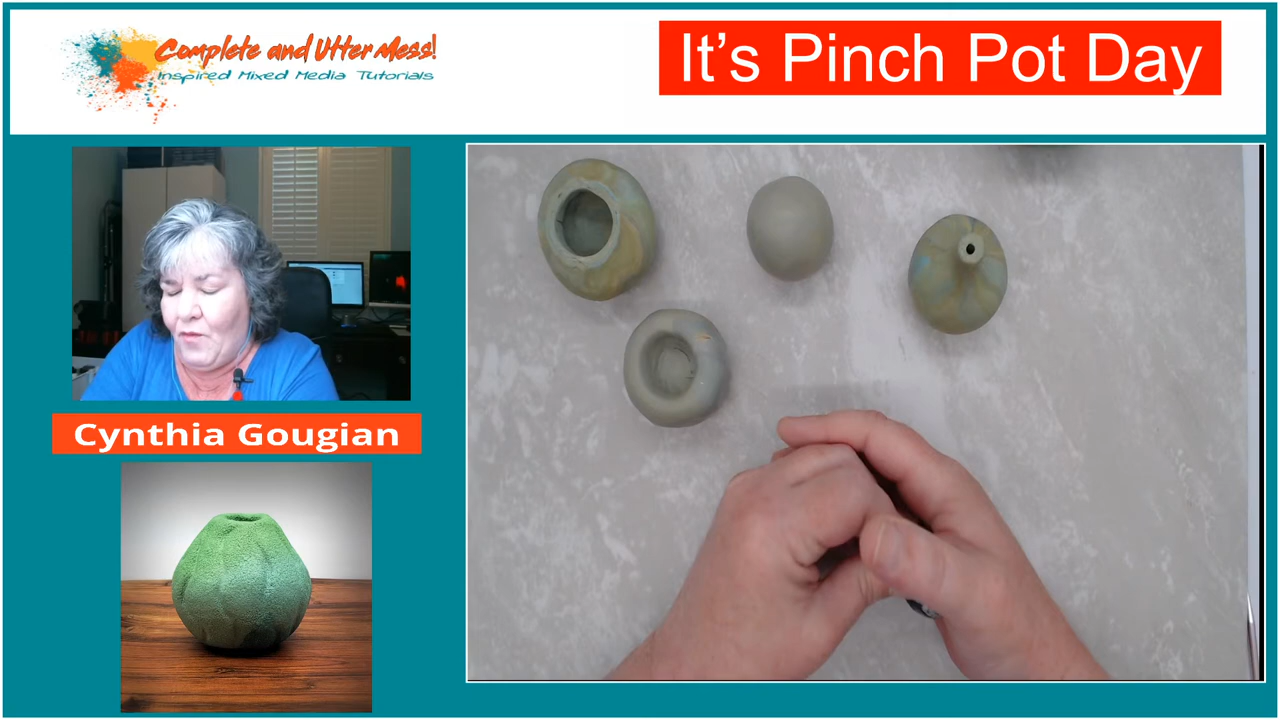 Complete and Utter Mess!
Inspired Mixed Media Tutorials
It's Pinch Pot Day
Cynthia Gougian